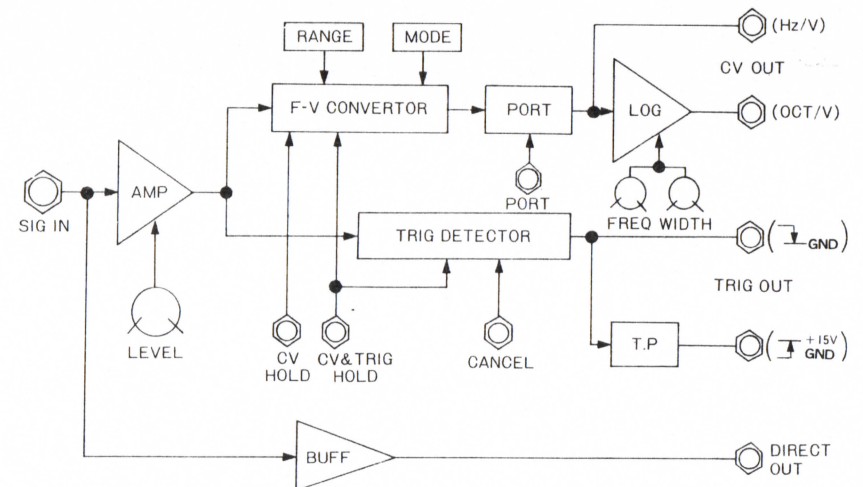 RANGE
MODE
(Hz/V)
CV OUT
F-V CONVERTOR
PORT
LOG
(OCT/V)
AMP
SIG IN
PORT
FREQ WIDTH
TRIG DETECTOR
(GND)
TRIG OUT
LEVEL
CV
HOLD
CV&TRIG
HOLD
CANCEL
T.P
(+15V
GND)
BUFF
DIRECT
OUT